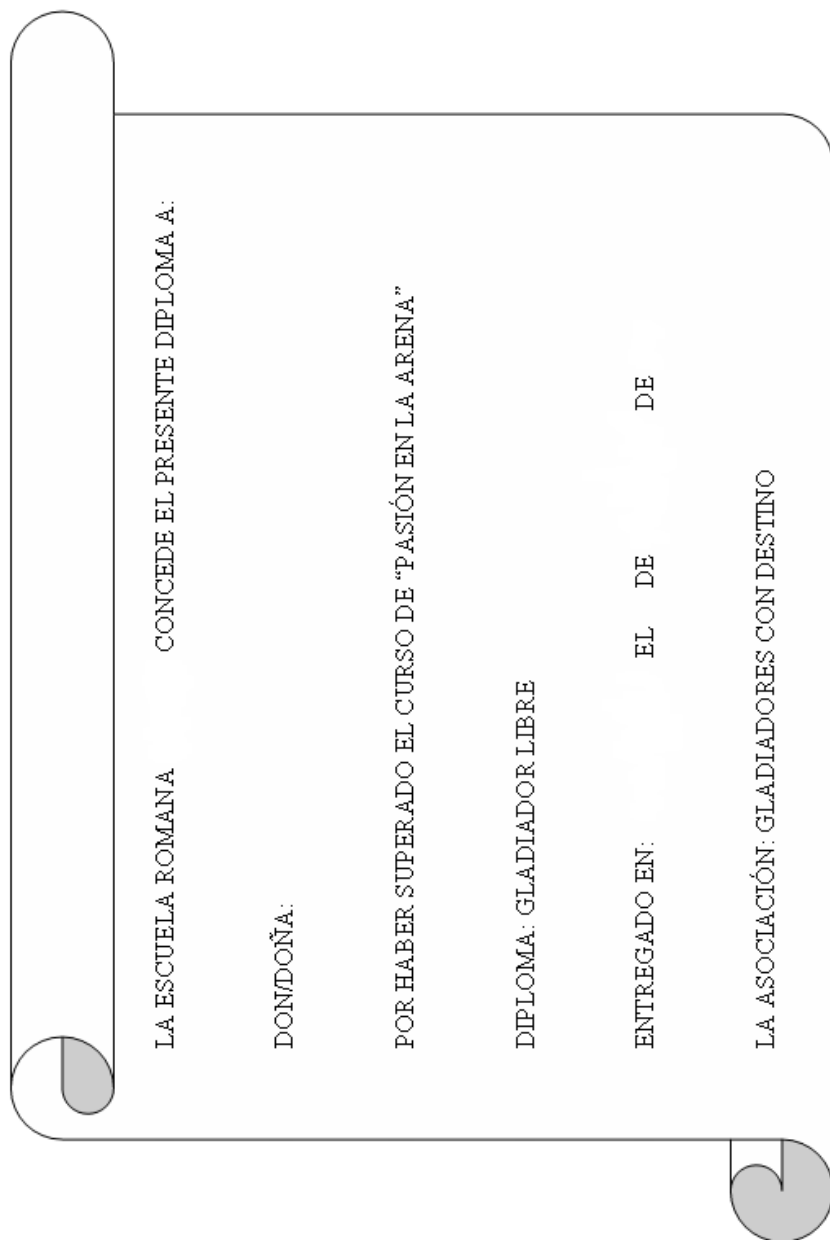 LA ESCUELA ROMANA CONCEDE EL PRESENTE DIPLOMA A:
DON/DOÑA:
POR HABER SUPERADO EL CURSO DE “PASIÓN EN LA ARENA”
DIPLOMA: GLADIADOR LIBRE
ENTREGADO EN: EL DE DE
LA ASOCIACIÓN: GLADIADORES CON DESTINO